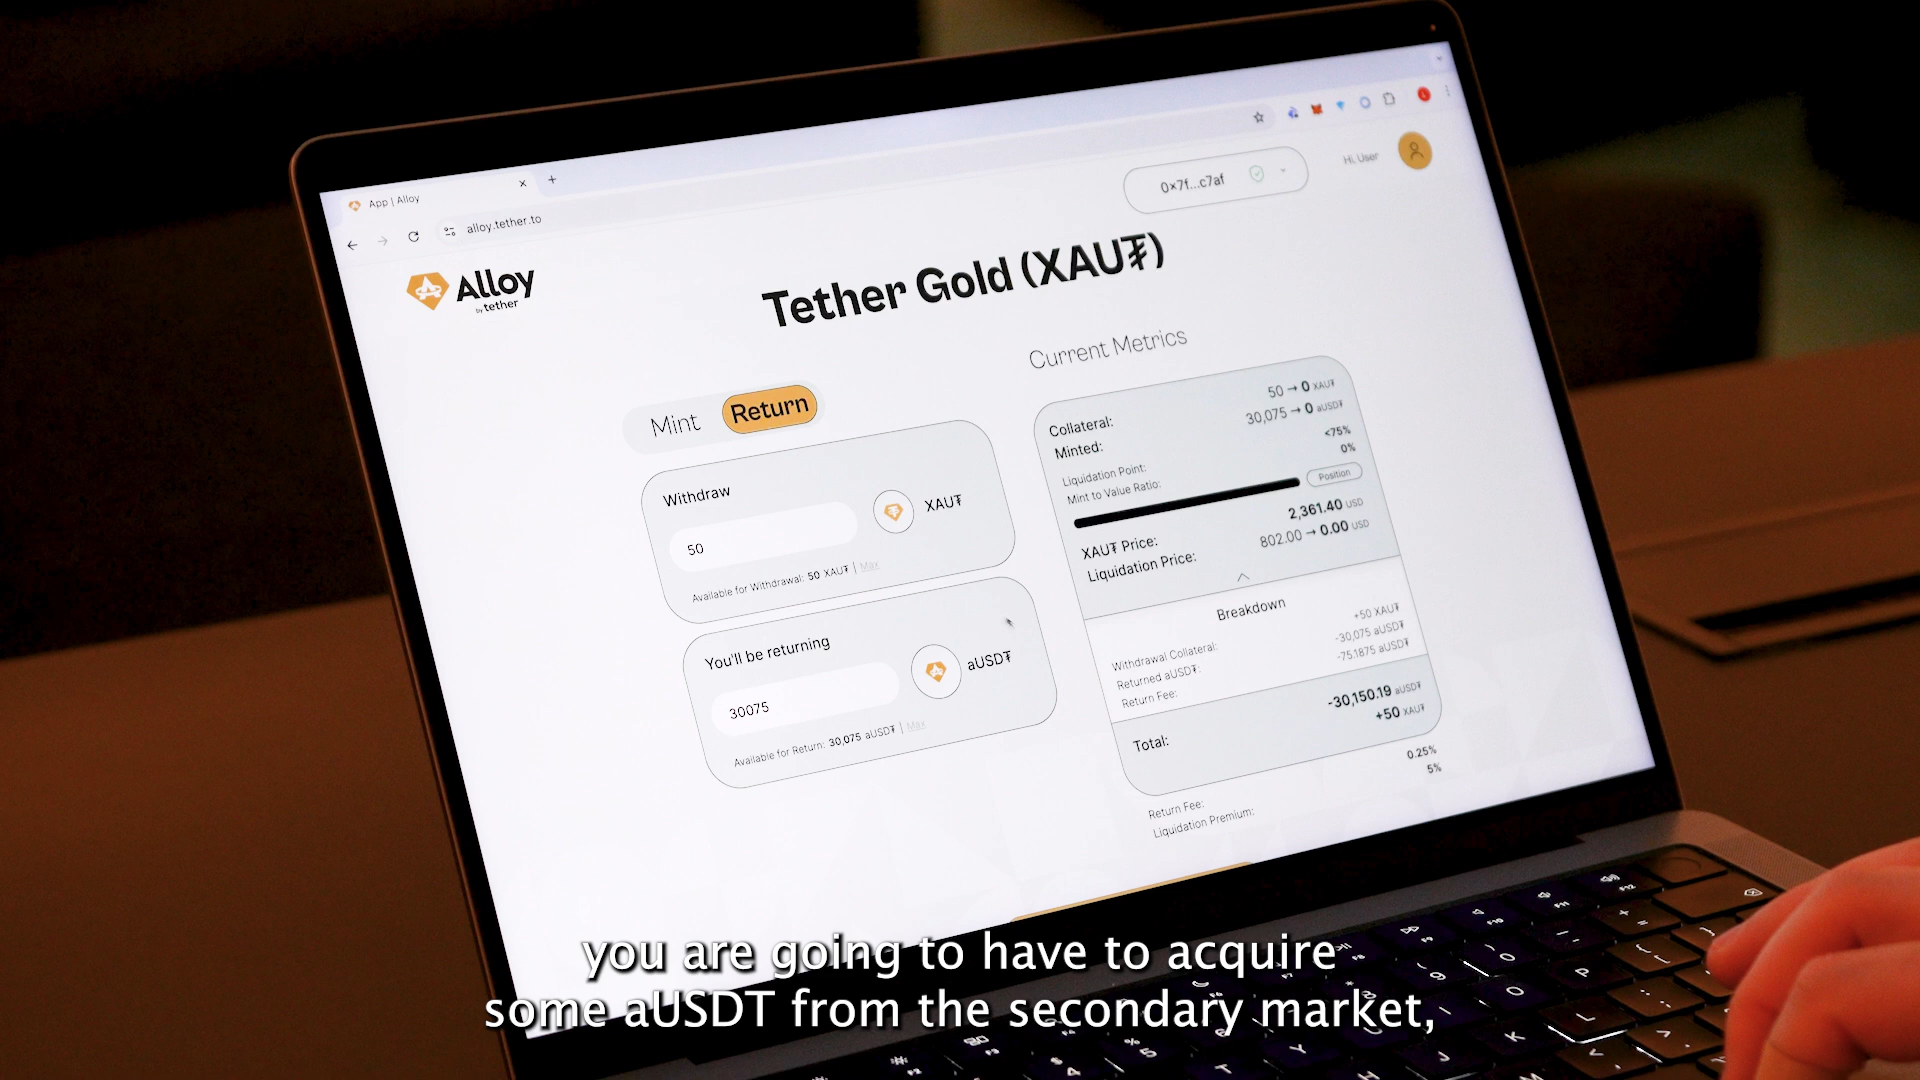 App | Alloy
alloy.tether.to
0x7f...c7af
Hi, User
Alloy
by tether
Tether Gold (XAU₮)
Mint
Return
Withdraw
50
XAU₮
Available for Withdrawal: 50 XAU₮ | Max
You'll be returning
30075
aUSD₮
Available for Return: 30,075 aUSD₮ | Max
Current Metrics
Collateral: 50 → 0 XAU₮
Minted: 30,075 → 0 aUSD₮
Liquidation Point: <75%
Mint to Value Ratio: 0%
Position
XAU₮ Price: 2,361.40 USD
Liquidation Price: 802.00 → 0.00 USD
Breakdown
Withdrawal Collateral: +50 XAU₮
Returned aUSD₮: -30,075 aUSD₮
Return Fee: -75.1875 aUSD₮
Total: -30,150.19 aUSD₮
+50 XAU₮
Return Fee: 0.25%
Liquidation Premium: 5%
you are going to have to acquire
some aUSDT from the secondary market,